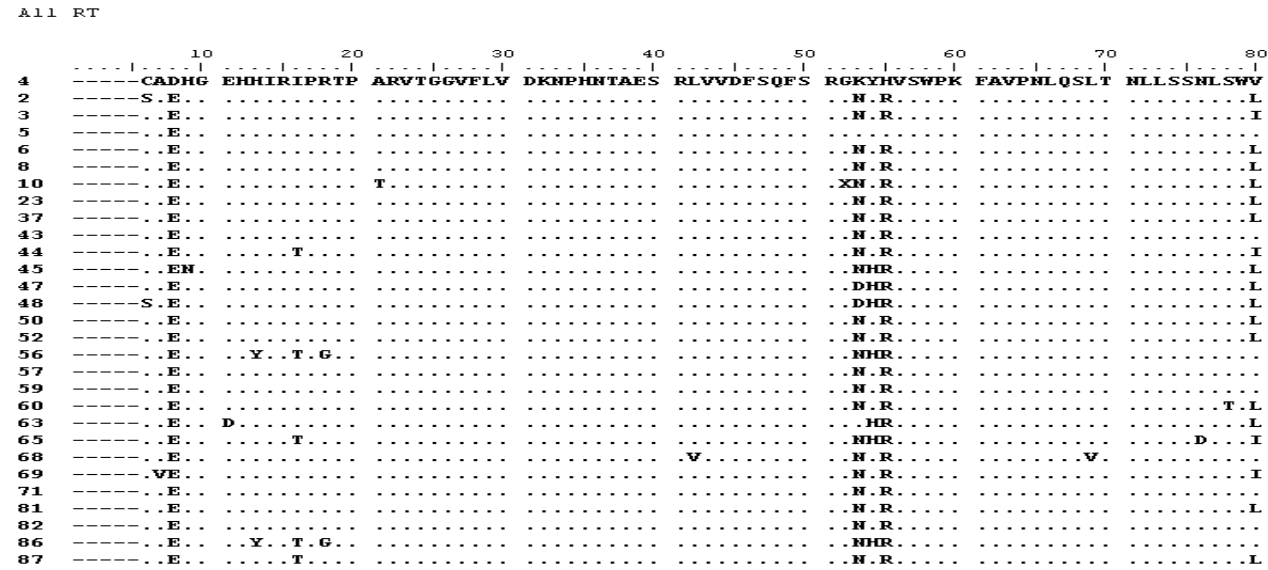 All RT
10 20 30 40 50 60 70 80
....|....| ....|....| ....|....| ....|....| ....|....| ....|....| ....|....| ....|....|
4 -----CADHG EHHIRIPRTP ARVTGGVFLV DKNPHNTAES RLVVDFSQFS RGKYHVSWPK FAVPNLQSLT NLLSSNLSWV
2 -----S.E.. .......... .......... .......... .......... ..N.R..... .......... .........L
3 -----..E.. .......... .......... .......... .......... ..N.R..... .......... .........I
5 -----..E.. .......... .......... .......... .......... .......... .......... ..........
6 -----..E.. .......... .......... .......... .......... ..N.R..... .......... .........L
8 -----..E.. .......... .......... .......... .......... ..N.R..... .......... .........L
10 -----..E.. .......... T......... .......... .......... .XN.R..... .......... .........L
23 -----..E.. .......... .......... .......... .......... ..N.R..... .......... .........L
37 -----..E.. .......... .......... .......... .......... ..N.R..... .......... .........L
43 -----..E.. .......... .......... .......... .......... ..N.R..... .......... ..........
44 -----..E.. .....T.... .......... .......... .......... ..N.R..... .......... .........I
45 -----..EN. .......... .......... .......... .......... ..NHR..... .......... .........L
47 -----..E.. .......... .......... .......... .......... ..DHR..... .......... .........L
48 -----S.E.. .......... .......... .......... .......... ..DHR..... .......... .........L
50 -----..E.. .......... .......... .......... .......... ..N.R..... .......... .........L
52 -----..E.. .......... .......... .......... .......... ..N.R..... .......... .........L
56 -----..E.. ..Y..T.G.. .......... .......... .......... ..NHR..... .......... ..........
57 -----..E.. .......... .......... .......... .......... ..N.R..... .......... ..........
59 -----..E.. .......... .......... .......... .......... ..N.R..... .......... ..........
60 -----..E.. .......... .......... .......... .......... ..N.R..... .......... .......T.L
63 -----..E.. D......... .......... .......... .......... ...HR..... .......... .........L
65 -----..E.. .....T.... .......... .......... .......... ..NHR..... .......... .....D...I
68 -----..E.. .......... .......... .......... .V........ ..N.R..... ........V. ..........
69 -----.VE.. .......... .......... .......... .......... ..N.R..... .......... .........I
71 -----..E.. .......... .......... .......... .......... ..N.R..... .......... ..........
81 -----..E.. .......... .......... .......... .......... ..N.R..... .......... .........L
82 -----..E.. .......... .......... .......... .......... ..N.R..... .......... ..........
86 -----..E.. ..Y..T.G.. .......... .......... .......... ..NHR..... .......... ..........
87 -----..E.. .....T.... .......... .......... .......... ..N.R..... .......... .........L